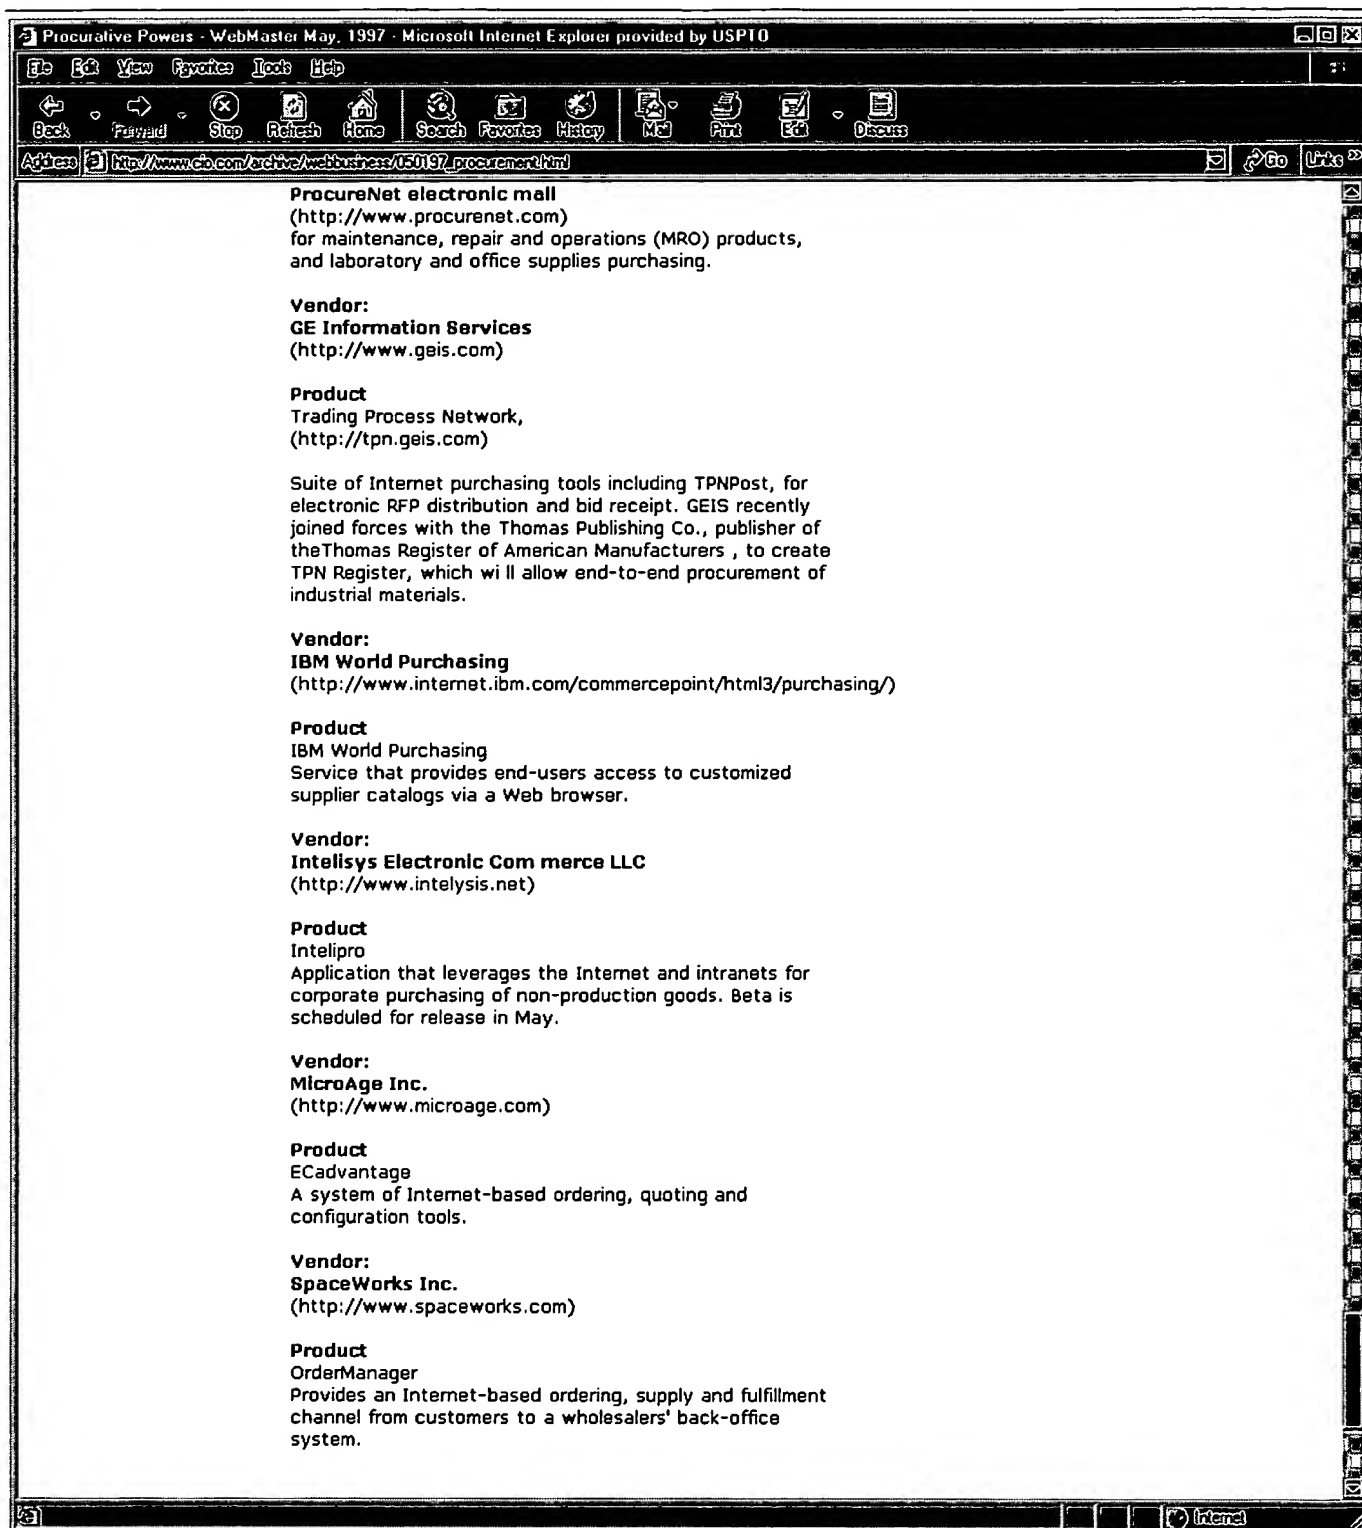 Procurative Powers - WebMaster May, 1997 - Microsoft Internet Explorer provided by USPTO
File Edit View Favorites Tools Help
Back Forward Stop Refresh Home Search Favorites History Mail Print Edit Discuss
Address http://www.cio.com/archive/webbusiness/050197_procurement.html Go Links »
ProcureNet electronic mall
(http://www.procurenet.com)
for maintenance, repair and operations (MRO) products,
and laboratory and office supplies purchasing.
Vendor:
GE Information Services
(http://www.geis.com)
Product
Trading Process Network,
(http://tpn.geis.com)
Suite of Internet purchasing tools including TPNPost, for
electronic RFP distribution and bid receipt. GEIS recently
joined forces with the Thomas Publishing Co., publisher of
theThomas Register of American Manufacturers , to create
TPN Register, which wi ll allow end-to-end procurement of
industrial materials.
Vendor:
IBM World Purchasing
(http://www.internet.ibm.com/commercepoint/html3/purchasing/)
Product
IBM World Purchasing
Service that provides end-users access to customized
supplier catalogs via a Web browser.
Vendor:
Intelisys Electronic Com merce LLC
(http://www.intelysis.net)
Product
Intelipro
Application that leverages the Internet and intranets for
corporate purchasing of non-production goods. Beta is
scheduled for release in May.
Vendor:
MicroAge Inc.
(http://www.microage.com)
Product
ECadvantage
A system of Internet-based ordering, quoting and
configuration tools.
Vendor:
SpaceWorks Inc.
(http://www.spaceworks.com)
Product
OrderManager
Provides an Internet-based ordering, supply and fulfillment
channel from customers to a wholesalers' back-office
system.
Internet